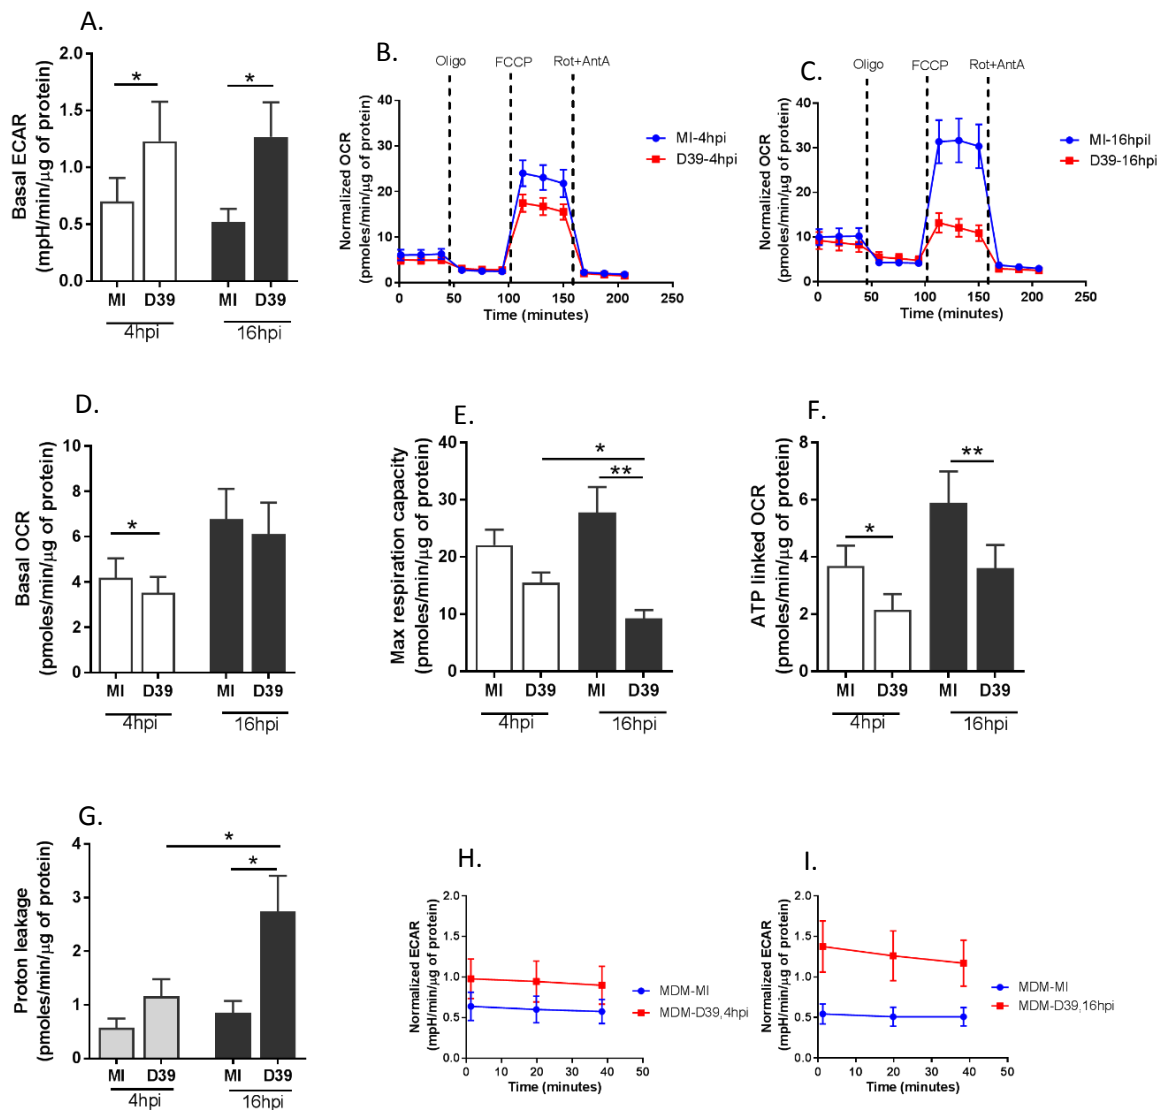 A.
Basal ECAR
(mpH/min/µg of protein)
2.0
1.5
1.0
0.5
0.0
*
*
MI D39 MI D39
4hpi 16hpi
B.
Oligo FCCP Rot+AntA
Normalized OCR
(pmoles/min/µg of protein)
40
30
20
10
0
0 50 100 150 200 250
Time (minutes)
MI-4hpi
D39-4hpi
C.
Oligo FCCP Rot+AntA
Normalized OCR
(pmoles/min/µg of protein)
40
30
20
10
0
0 50 100 150 200 250
Time (minutes)
MI-16hpil
D39-16hpi
D.
Basal OCR
(pmoles/min/µg of protein)
10
8
6
4
2
0
*
MI D39 MI D39
4hpi 16hpi
E.
Max respiration capacity
(pmoles/min/µg of protein)
40
30
20
10
0
*
**
MI D39 MI D39
4hpi 16hpi
F.
ATP linked OCR
(pmoles/min/µg of protein)
8
6
4
2
0
*
**
MI D39 MI D39
4hpi 16hpi
G.
Proton leakage
(pmoles/min/µg of protein)
4
3
2
1
0
*
*
MI D39 MI D39
4hpi 16hpi
H.
Normalized ECAR
(mpH/min/µg of protein)
2.0
1.5
1.0
0.5
0.0
0 10 20 30 40 50
Time (minutes)
MDM-MI
MDM-D39,4hpi
I.
Normalized ECAR
(mpH/min/µg of protein)
2.0
1.5
1.0
0.5
0.0
0 10 20 30 40 50
Time (minutes)
MDM-MI
MDM-D39,16hpi